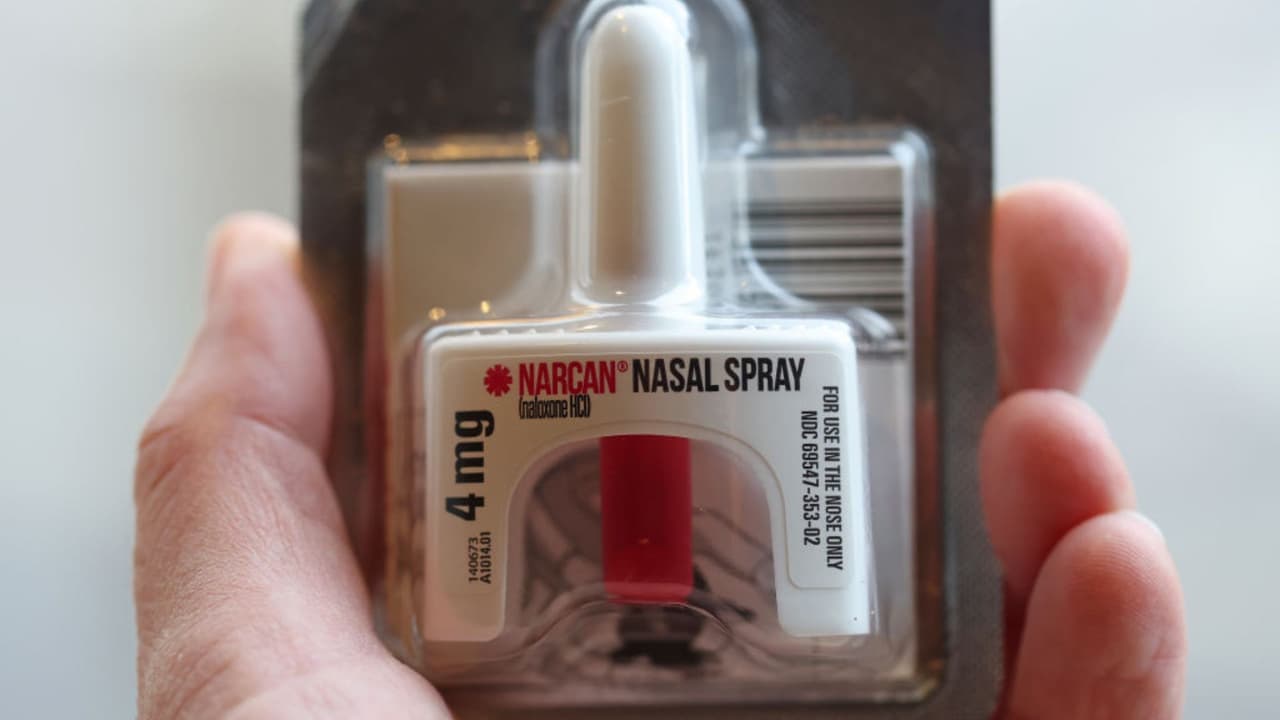 NARCAN® NASAL SPRAY
(naloxone HCl)
4 mg
140673
A1014.01
FOR USE IN THE NOSE ONLY
NDC 69547-353-02